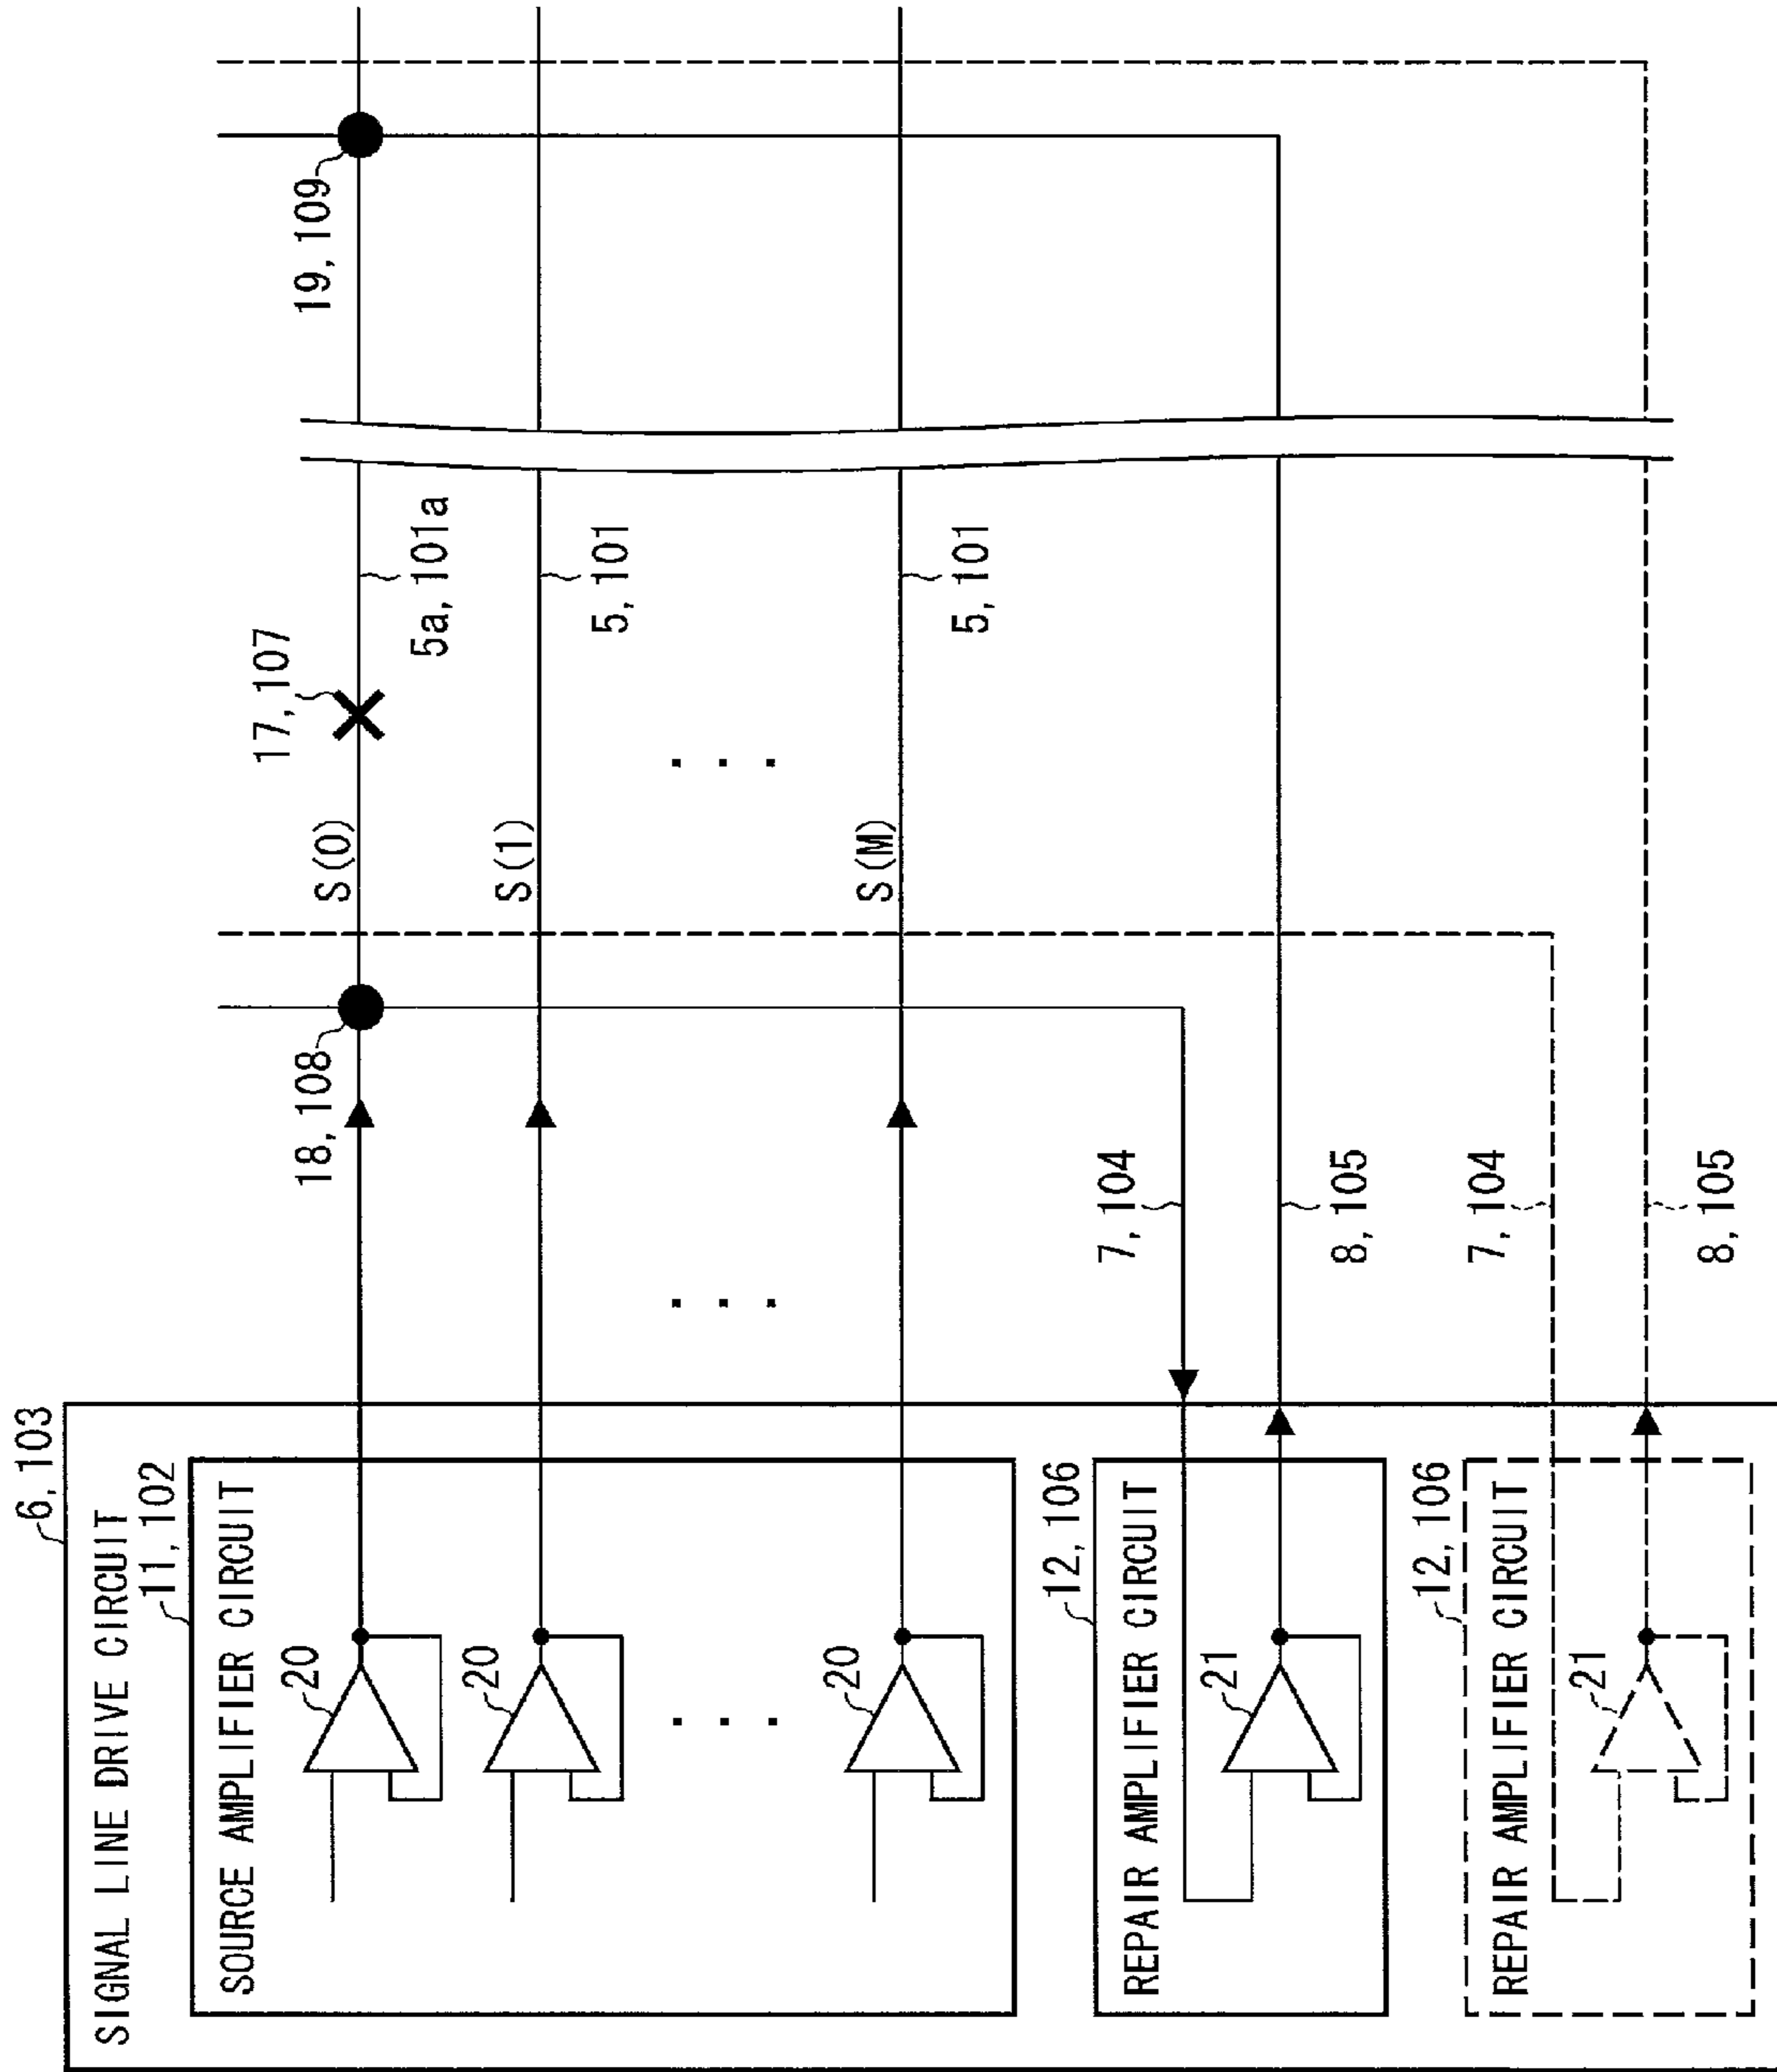 6, 103
SIGNAL LINE DRIVE CIRCUIT
11, 102
SOURCE AMPLIFIER CIRCUIT
20
20
. . .
20
12, 106
REPAIR AMPLIFIER CIRCUIT
21
12, 106
REPAIR AMPLIFIER CIRCUIT
21
18, 108
. . .
7, 104
8, 105
7, 104
8, 105
S(0)
S(1)
S(M)
17, 107
. . .
5a, 101a
5, 101
5, 101
19, 109